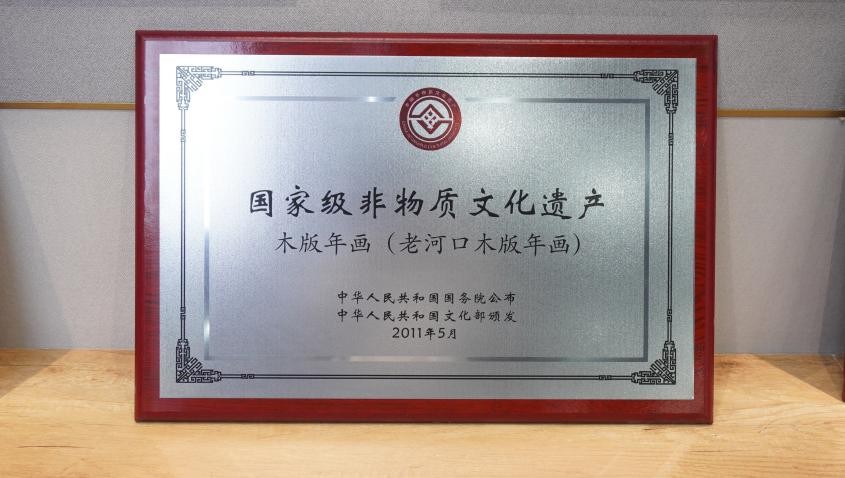 国家级非物质文化遗产
木版年画（老河口木版年画）
中华人民共和国国务院公布
中华人民共和国文化部颁发
2011年5月